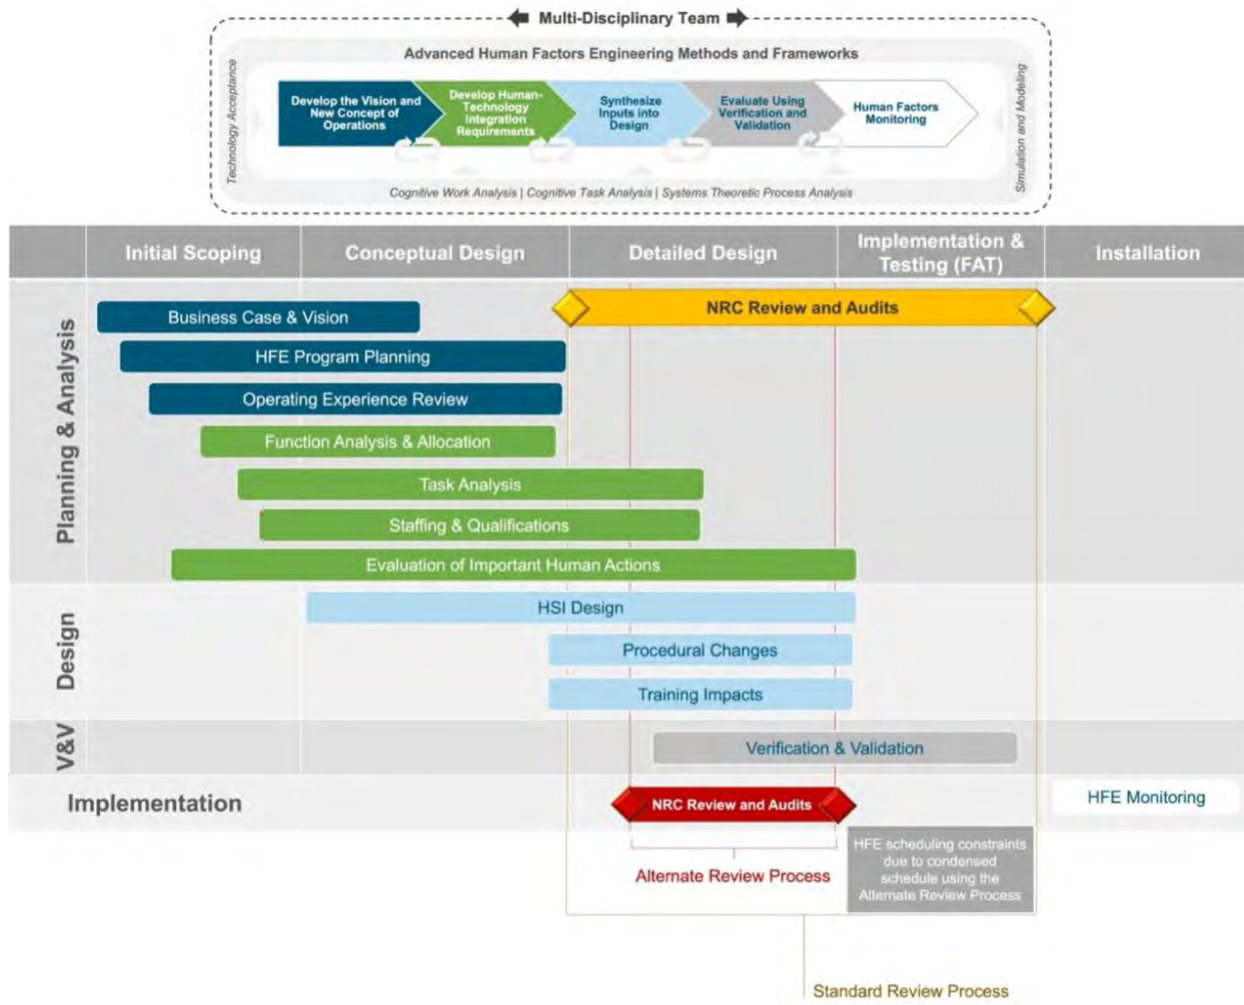 Multi-Disciplinary Team
Advanced Human Factors Engineering Methods and Frameworks
Technology Acceptance
Develop the Vision and
New Concept of
Operations
Develop Human-
Technology
Integration
Requirements
Synthesize
Inputs into
Design
Evaluate Using
Verification and
Validation
Human Factors
Monitoring
Simulation and Modeling
Cognitive Work Analysis | Cognitive Task Analysis | Systems Theoretic Process Analysis
Initial Scoping
Conceptual Design
Detailed Design
Implementation &
Testing (FAT)
Installation
Planning & Analysis
Business Case & Vision
NRC Review and Audits
HFE Program Planning
Operating Experience Review
Function Analysis & Allocation
Task Analysis
Staffing & Qualifications
Evaluation of Important Human Actions
Design
HSI Design
Procedural Changes
Training Impacts
V&V
Verification & Validation
Implementation
NRC Review and Audits
HFE Monitoring
Alternate Review Process
HFE scheduling constraints
due to condensed
schedule using the
Alternate Review Process
Standard Review Process